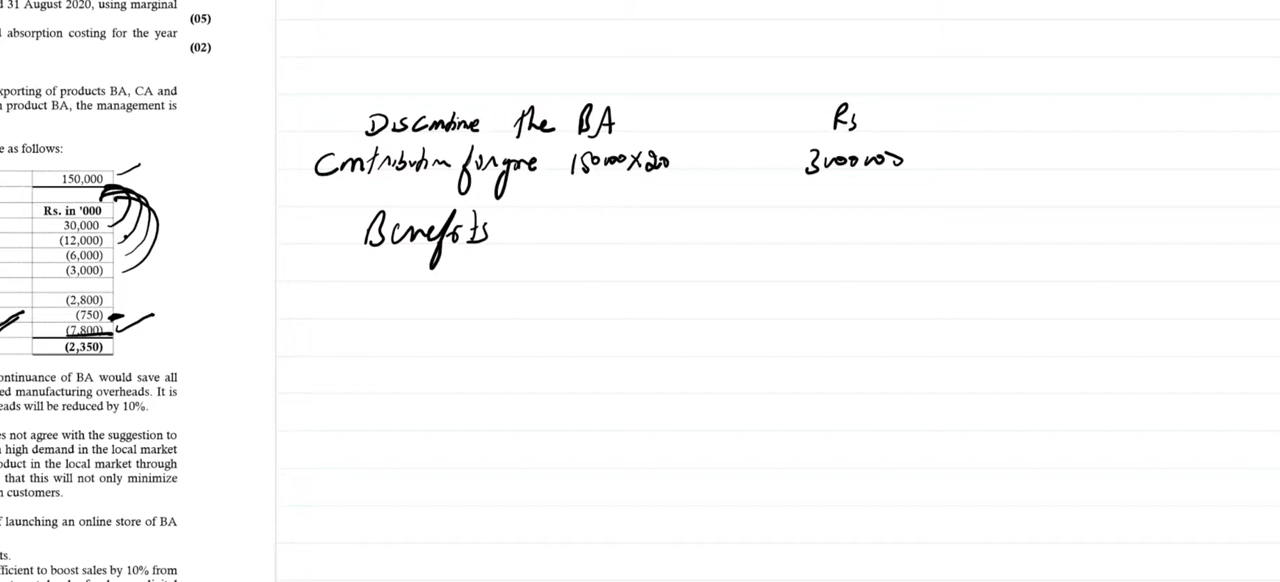 d 31 August 2020, using marginal
(05)
l absorption costing for the year
(02)
xporting of products BA, CA and
n product BA, the management is
e as follows:
150,000
Rs. in '000
30,000
(12,000)
(6,000)
(3,000)
(2,800)
(750)
(7,800)
(2,350)
ontinuance of BA would save all
ed manufacturing overheads. It is
eads will be reduced by 10%.
s not agree with the suggestion to
n high demand in the local market
oduct in the local market through
that this will not only minimize
n customers.
f launching an online store of BA
ts.
fficient to boost sales by 10% from
the BA Rs
Contribution forgone 150000 x 20 3000000
Benefits